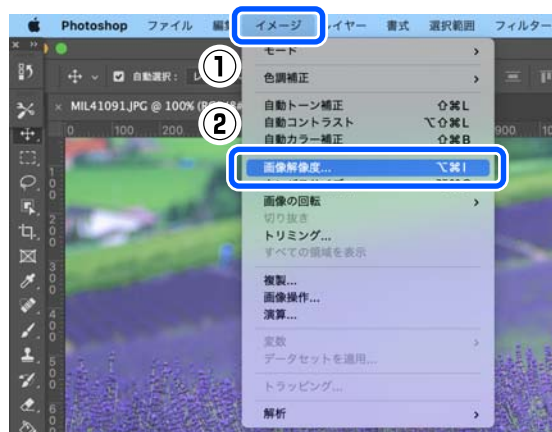 Photoshop ファイル イメージ レイヤー 書式 選択範囲 フィルター
自動選択：
①
MIL41091.JPG @ 100%
②
0 100 200 900
モード
色調補正
自動トーン補正 ⇧⌘L
自動コントラスト ⌥⇧⌘L
自動カラー補正 ⇧⌘B
画像解像度... ⌥⌘I
画像の回転
切り抜き
トリミング...
すべての領域を表示
複製...
画像操作...
演算...
変数
データセットを適用...
トラッピング...
解析